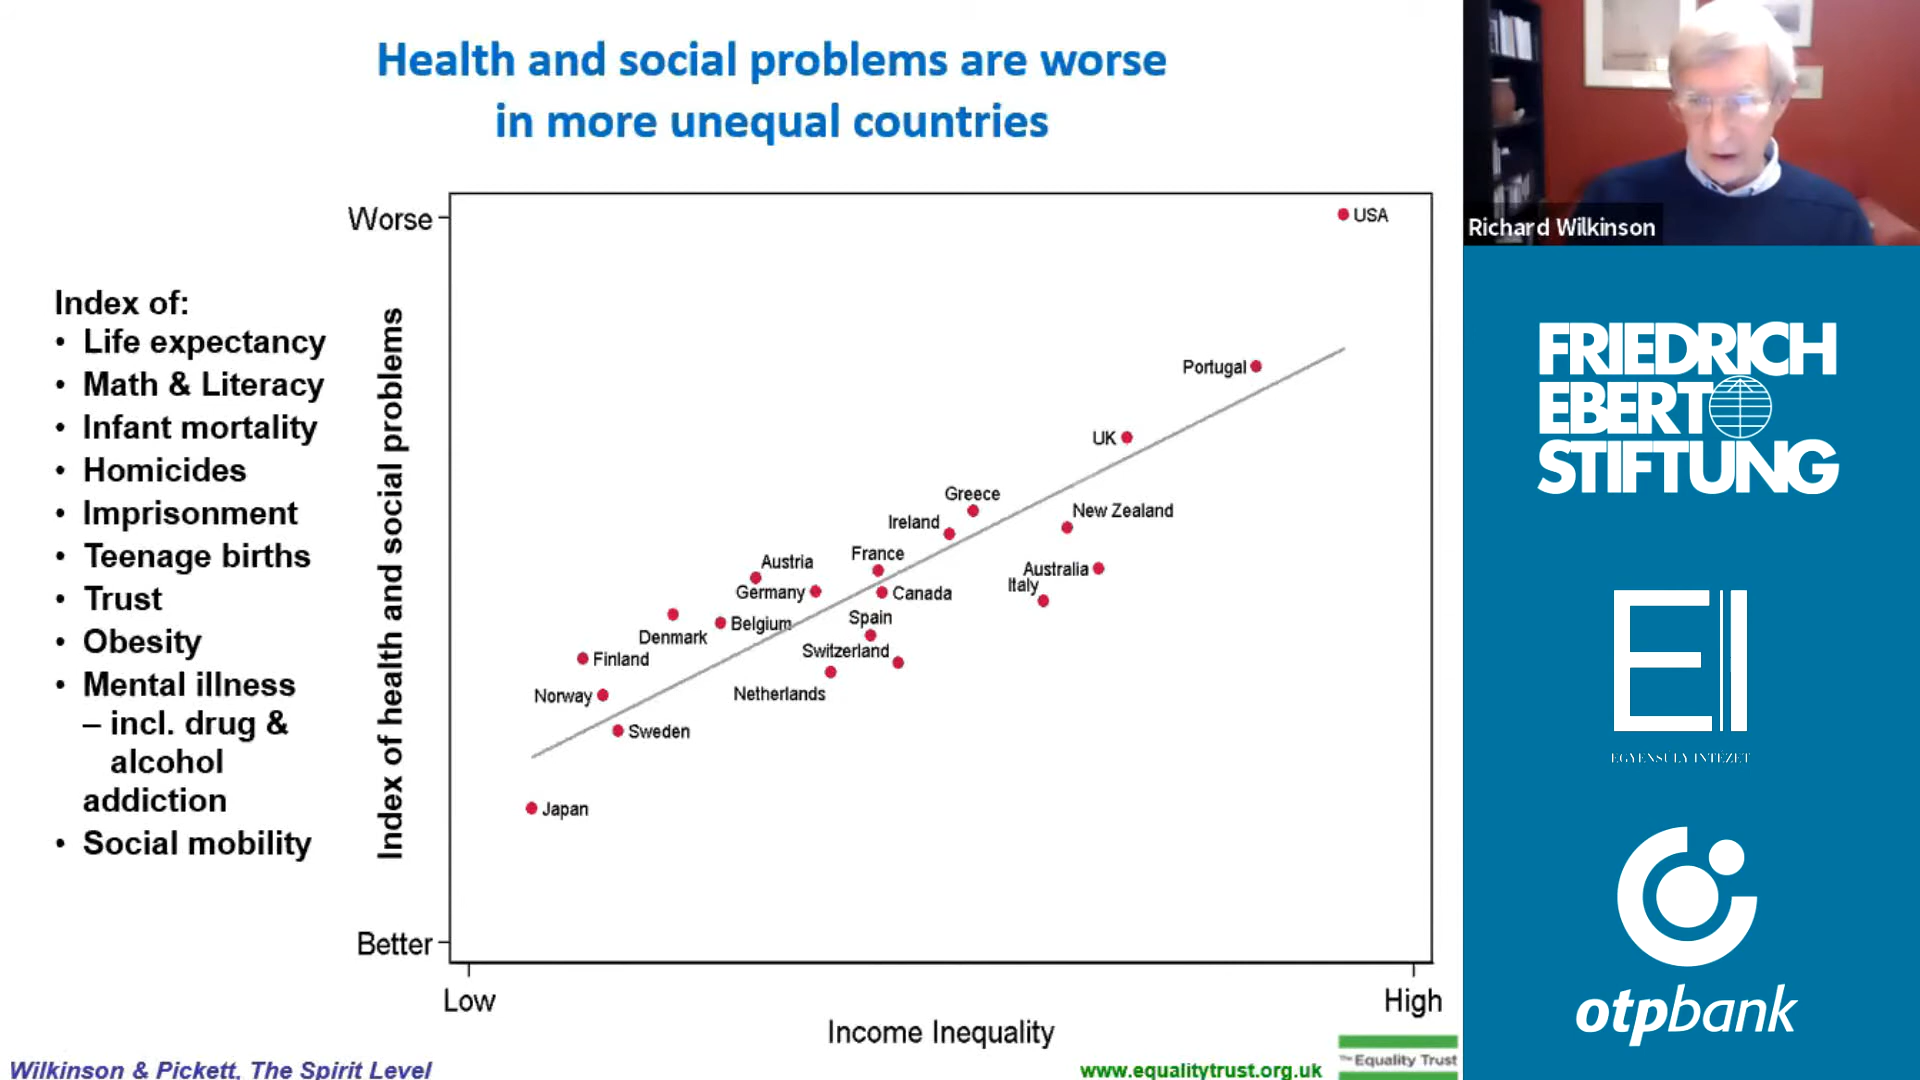 Health and social problems are worse
in more unequal countries
Index of:
• Life expectancy
• Math & Literacy
• Infant mortality
• Homicides
• Imprisonment
• Teenage births
• Trust
• Obesity
• Mental illness
– incl. drug &
alcohol
addiction
• Social mobility
Index of health and social problems
Worse
Better
USA
Portugal
UK
Greece
New Zealand
Ireland
France
Austria
Australia
Italy
Germany
Canada
Spain
Belgium
Denmark
Switzerland
Finland
Netherlands
Norway
Sweden
Japan
Low
High
Income Inequality
Wilkinson & Pickett, The Spirit Level
www.equalitytrust.org.uk
The Equality Trust
Richard Wilkinson
FRIEDRICH
EBERT
STIFTUNG
EI
EGYENSÚLY INTÉZET
otpbank